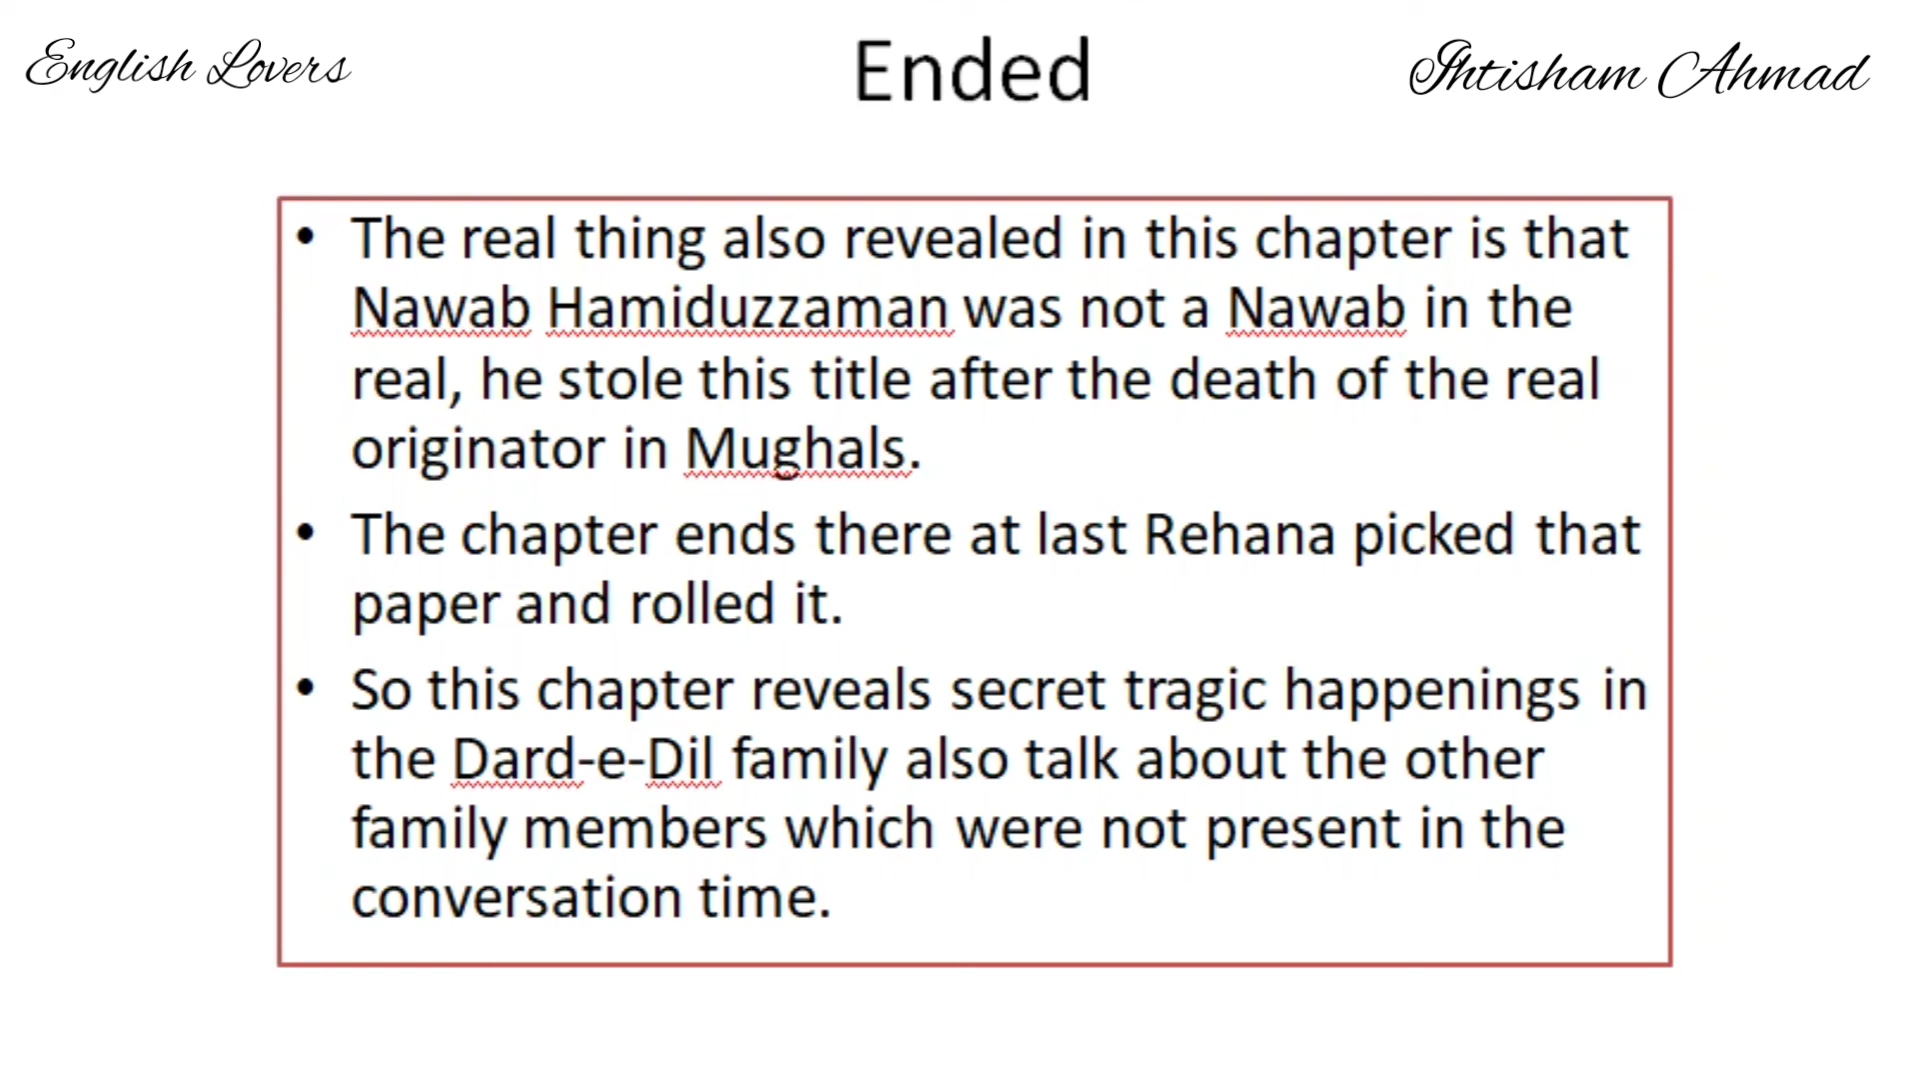 English Lovers
Ended
Ihtisham Ahmad
• The real thing also revealed in this chapter is that
Nawab Hamiduzzaman was not a Nawab in the
real, he stole this title after the death of the real
originator in Mughals.
• The chapter ends there at last Rehana picked that
paper and rolled it.
• So this chapter reveals secret tragic happenings in
the Dard-e-Dil family also talk about the other
family members which were not present in the
conversation time.